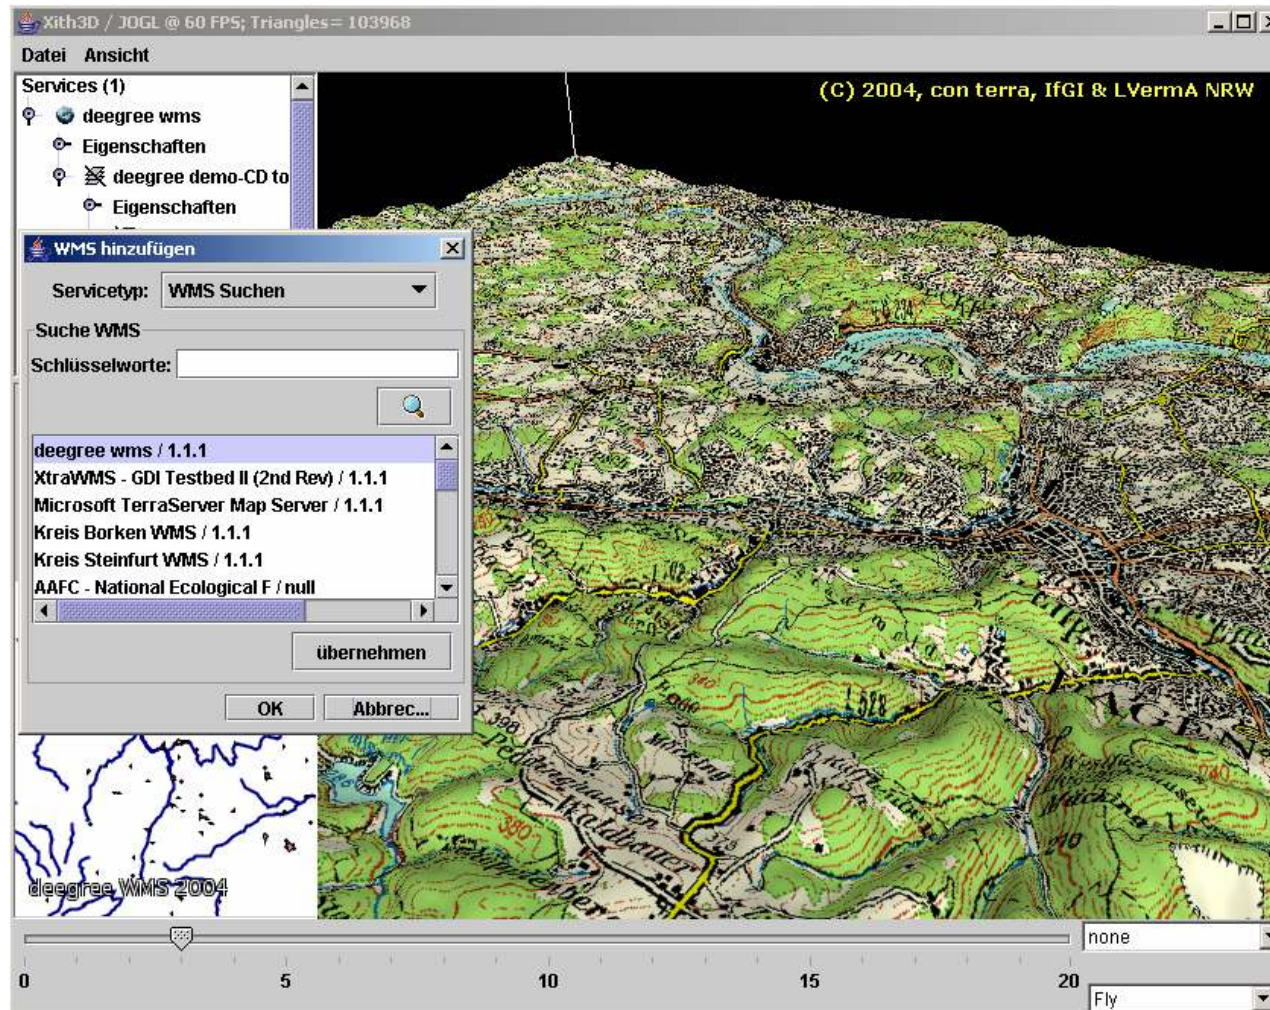 Xith3D / JOGL @ 60 FPS; Triangles= 103968
Datei Ansicht
Services (1)
deegree wms
Eigenschaften
deegree demo-CD to
Eigenschaften
(C) 2004, con terra, IfGI & LVermA NRW
WMS hinzufügen
Servicetyp: WMS Suchen
Suche WMS
Schlüsselworte:
deegree wms / 1.1.1
XtraWMS - GDI Testbed II (2nd Rev) / 1.1.1
Microsoft TerraServer Map Server / 1.1.1
Kreis Borken WMS / 1.1.1
Kreis Steinfurt WMS / 1.1.1
AAFC - National Ecological F / null
übernehmen
OK Abbrec...
L 528
340
380
deegree WMS 2004
none
0 5 10 15 20
Fly